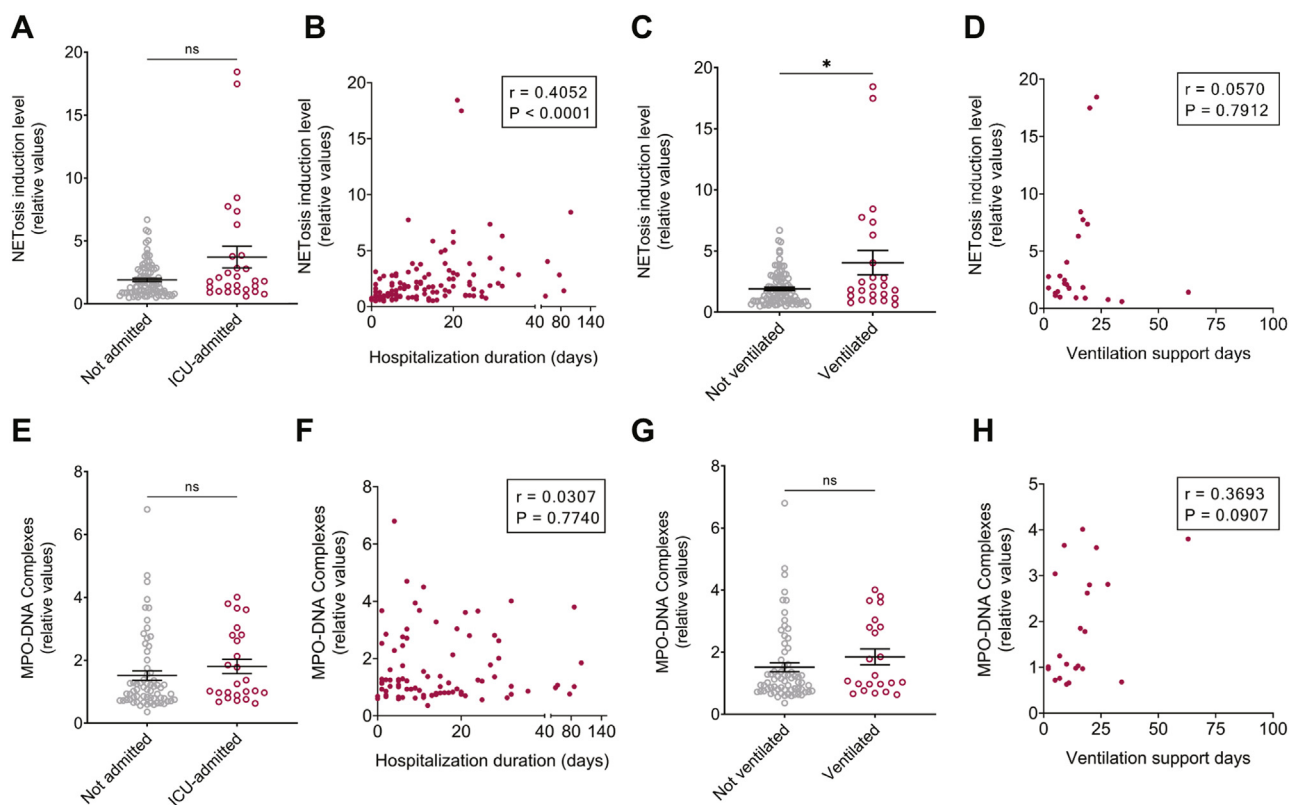 A
ns
20
15
10
5
0
NETosis induction level
(relative values)
Not admitted
ICU-admitted
B
r = 0.4052
P < 0.0001
20
15
10
5
0
NETosis induction level
(relative values)
0 20 40 80 140
Hospitalization duration (days)
C
*
20
15
10
5
0
NETosis induction level
(relative values)
Not ventilated
Ventilated
D
r = 0.0570
P = 0.7912
20
15
10
5
0
NETosis induction level
(relative values)
0 25 50 75 100
Ventilation support days
E
ns
8
6
4
2
0
MPO-DNA Complexes
(relative values)
Not admitted
ICU-admitted
F
r = 0.0307
P = 0.7740
8
6
4
2
0
MPO-DNA Complexes
(relative values)
0 20 40 60 80 140
Hospitalization duration (days)
G
ns
8
6
4
2
0
MPO-DNA Complexes
(relative values)
Not ventilated
Ventilated
H
r = 0.3693
P = 0.0907
5
4
3
2
1
0
MPO-DNA Complexes
(relative values)
0 25 50 75 100
Ventilation support days